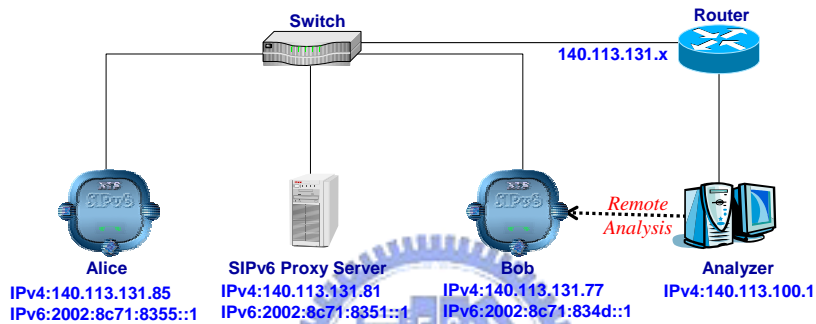 Switch
Router
140.113.131.x
SIPv6
SIPv6
Remote
Analysis
Alice
IPv4:140.113.131.85
IPv6:2002:8c71:8355::1
SIPv6 Proxy Server
IPv4:140.113.131.81
IPv6:2002:8c71:8351::1
Bob
IPv4:140.113.131.77
IPv6:2002:8c71:834d::1
Analyzer
IPv4:140.113.100.1